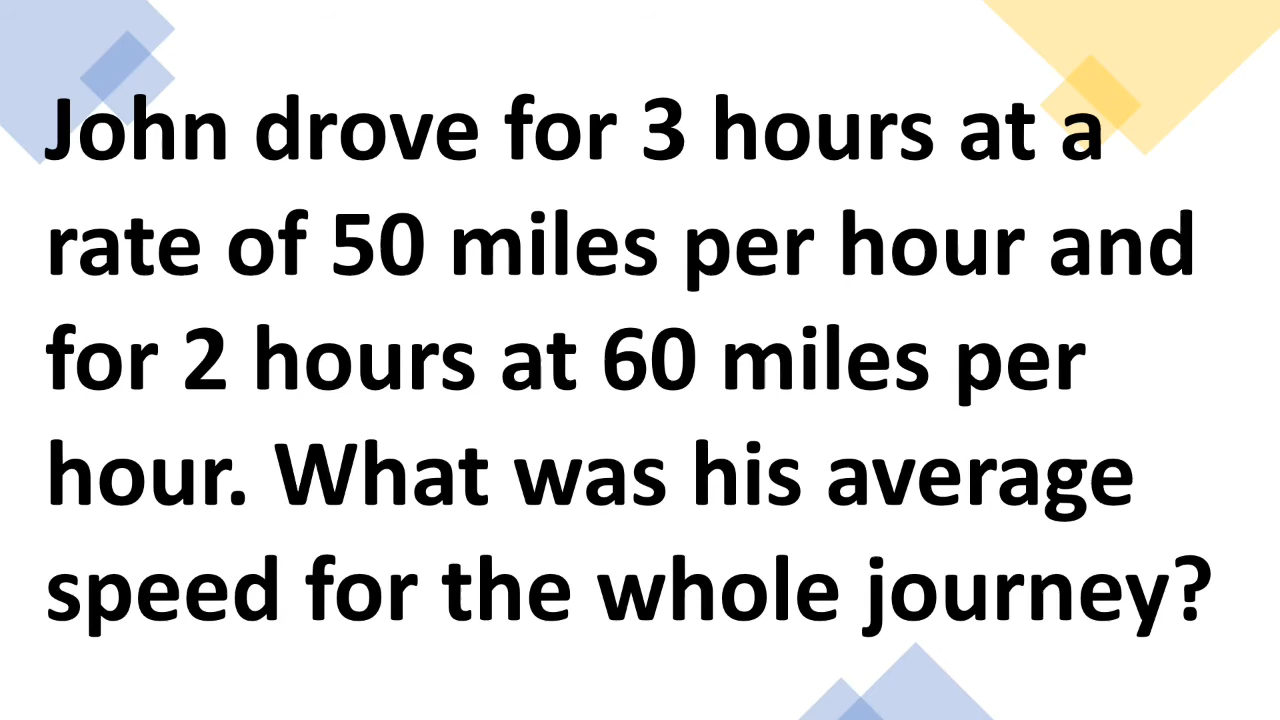 John drove for 3 hours at a
rate of 50 miles per hour and
for 2 hours at 60 miles per
hour. What was his average
speed for the whole journey?